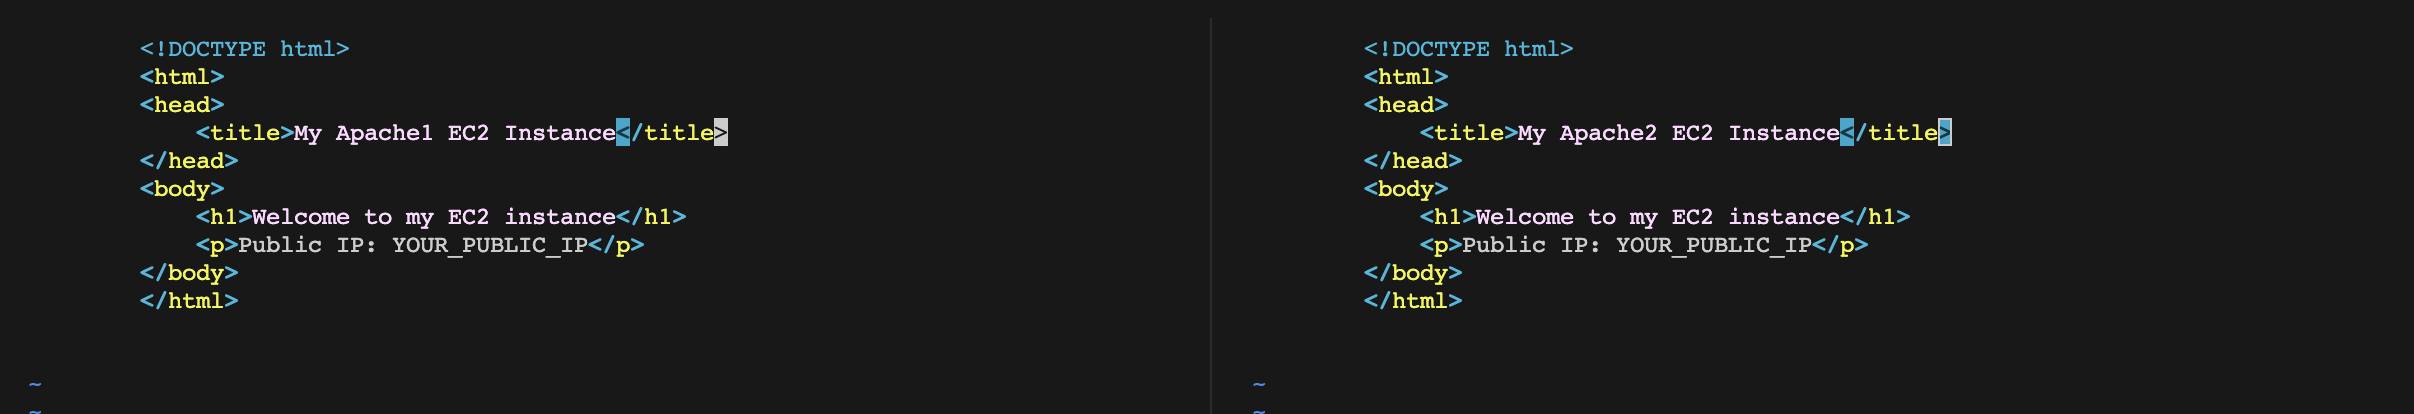 <!DOCTYPE html>
<html>
<head>
    <title>My Apache1 EC2 Instance</title>
</head>
<body>
    <h1>Welcome to my EC2 instance</h1>
    <p>Public IP: YOUR_PUBLIC_IP</p>
</body>
</html>
~
~
<!DOCTYPE html>
<html>
<head>
    <title>My Apache2 EC2 Instance</title>
</head>
<body>
    <h1>Welcome to my EC2 instance</h1>
    <p>Public IP: YOUR_PUBLIC_IP</p>
</body>
</html>
~
~